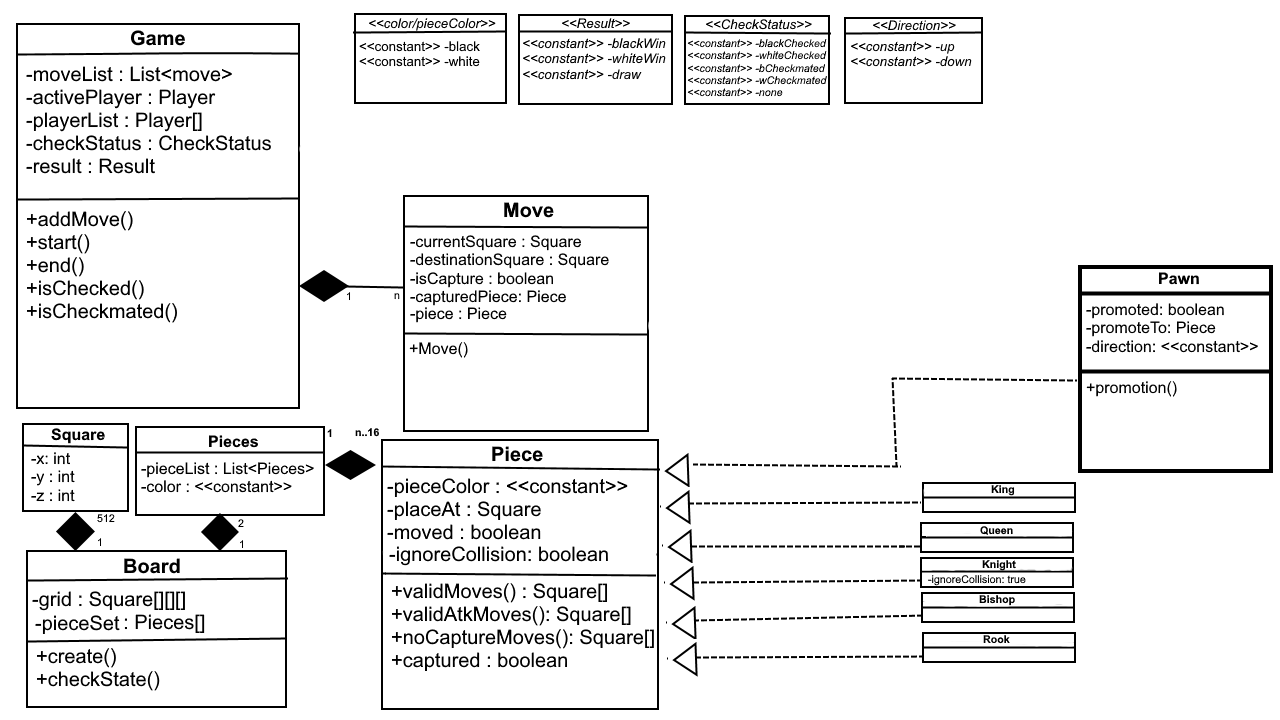 Game
-moveList : List<move>
-activePlayer : Player
-playerList : Player[]
-checkStatus : CheckStatus
-result : Result
+addMove()
+start()
+end()
+isChecked()
+isCheckmated()
<<color/pieceColor>>
<<constant>> -black
<<constant>> -white
<<Result>>
<<constant>> -blackWin
<<constant>> -whiteWin
<<constant>> -draw
<<CheckStatus>>
<<constant>> -blackChecked
<<constant>> -whiteChecked
<<constant>> -bCheckmated
<<constant>> -wCheckmated
<<constant>> -none
<<Direction>>
<<constant>> -up
<<constant>> -down
1
n
Move
-currentSquare : Square
-destinationSquare : Square
-isCapture : boolean
-capturedPiece: Piece
-piece : Piece
+Move()
Pawn
-promoted: boolean
-promoteTo: Piece
-direction: <<constant>>
+promotion()
Square
-x: int
-y : int
-z : int
512
1
Pieces
-pieceList : List<Pieces>
-color : <<constant>>
2
1
1
n..16
Board
-grid : Square[][][]
-pieceSet : Pieces[]
+create()
+checkState()
Piece
-pieceColor : <<constant>>
-placeAt : Square
-moved : boolean
-ignoreCollision: boolean
+validMoves() : Square[]
+validAtkMoves(): Square[]
+noCaptureMoves(): Square[]
+captured : boolean
King
Queen
Knight
-ignoreCollision: true
Bishop
Rook